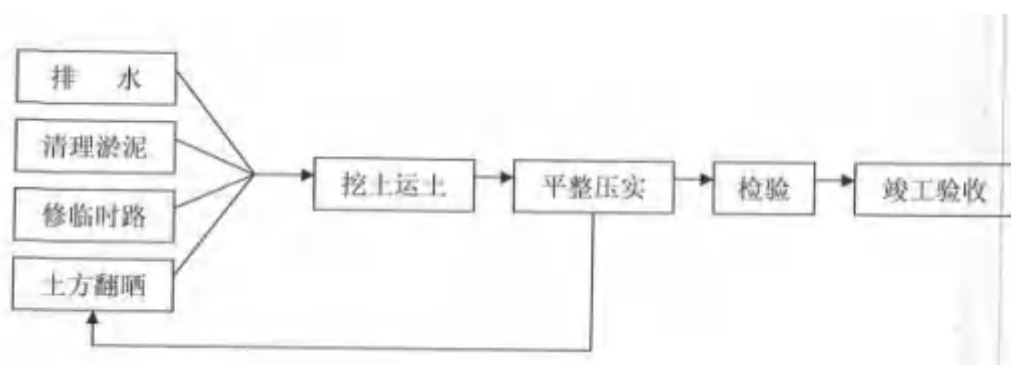 排 水
清理淤泥
修临时路
土方翻晒
挖土运土
平整压实
检验
竣工验收